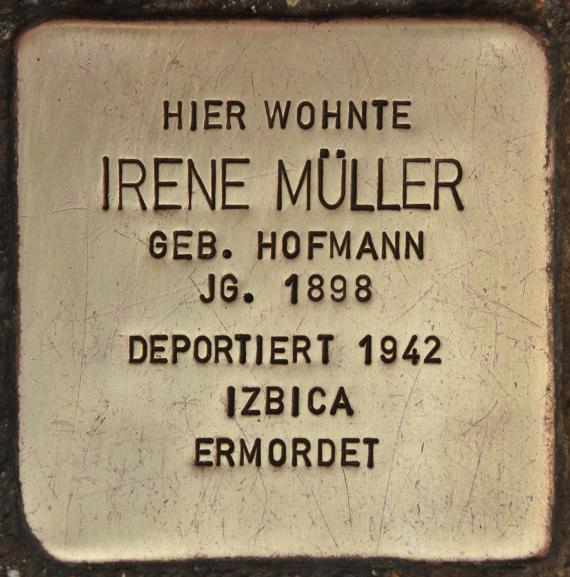 HIER WOHNTE
IRENE MÜLLER
GEB. HOFMANN
JG. 1898
DEPORTIERT 1942
IZBICA
ERMORDET